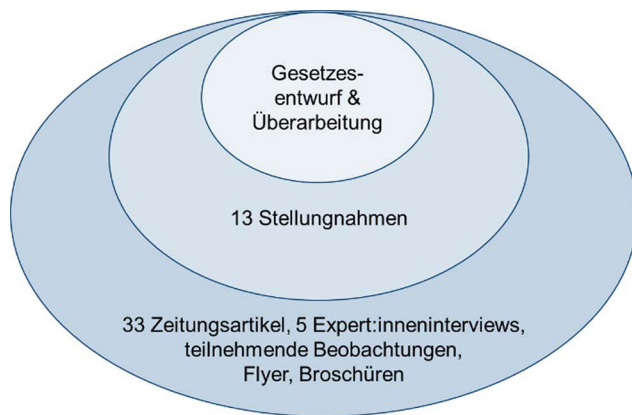 Gesetzes-
entwurf &
Überarbeitung
13 Stellungnahmen
33 Zeitungsartikel, 5 Expert:inneninterviews,
teilnehmende Beobachtungen,
Flyer, Broschüren